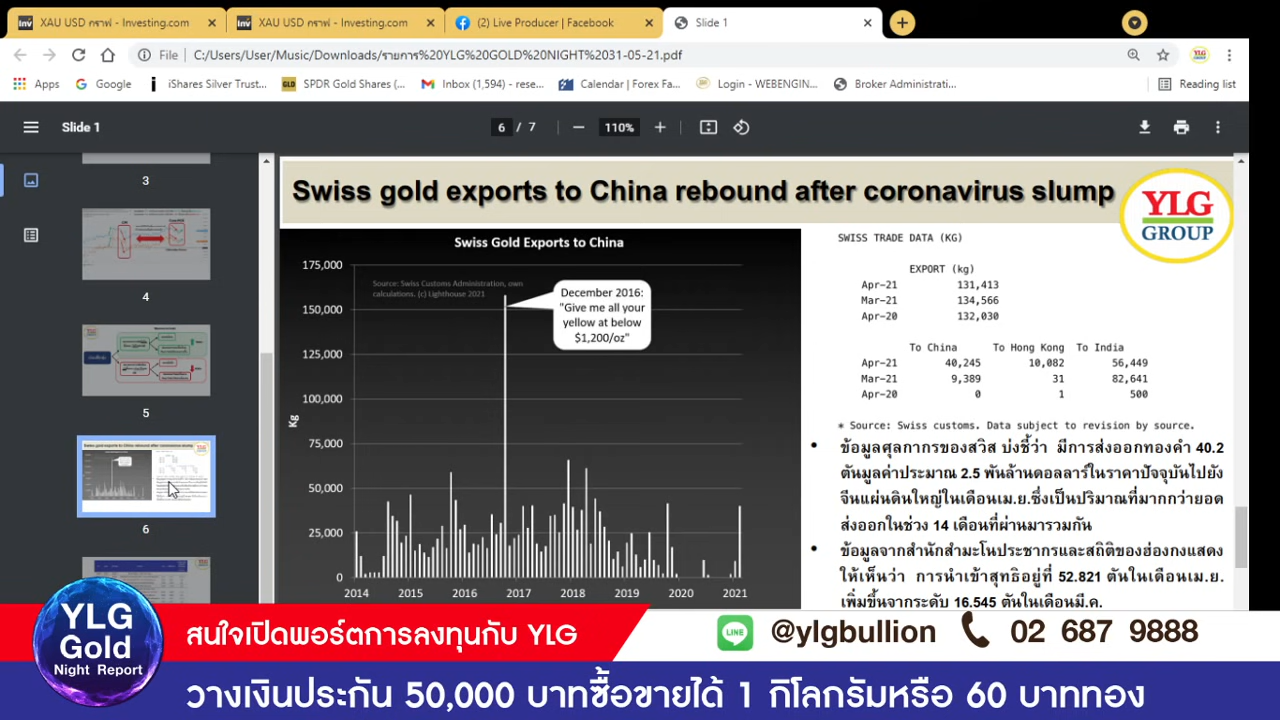 XAU USD กราฟ - Investing.com
XAU USD กราฟ - Investing.com
(2) Live Producer | Facebook
Slide 1
File
C:/Users/User/Music/Downloads/รายการ%20YLG%20GOLD%20NIGHT%2031-05-21.pdf
Apps
Google
iShares Silver Trust...
SPDR Gold Shares (...
Inbox (1,594) - rese...
Calendar | Forex Fa...
Login - WEBENGIN...
Broker Administrati...
Reading list
Slide 1
6 / 7
110%
3
4
5
6
Swiss gold exports to China rebound after coronavirus slump
YLG
GROUP
Swiss Gold Exports to China
Source: Swiss Customs Administration, own
calculations. (c) Lighthouse 2021
December 2016:
"Give me all your
yellow at below
$1,200/oz"
Kg
175,000
150,000
125,000
100,000
75,000
50,000
25,000
0
2014 2015 2016 2017 2018 2019 2020 2021
SWISS TRADE DATA (KG)
EXPORT (kg)
Apr-21 131,413
Mar-21 134,566
Apr-20 132,030
To China To Hong Kong To India
Apr-21 40,245 10,082 56,449
Mar-21 9,389 31 82,641
Apr-20 0 1 500
* Source: Swiss customs. Data subject to revision by source.
• ข้อมูลศุลกากรของสวิส บ่งชี้ว่า มีการส่งออกทองคำ 40.2
ตันมูลค่าประมาณ 2.5 พันล้านดอลลาร์ในราคาปัจจุบันไปยัง
จีนแผ่นดินใหญ่ในเดือนเม.ย.ซึ่งเป็นปริมาณที่มากกว่ายอด
ส่งออกในช่วง 14 เดือนที่ผ่านมารวมกัน
• ข้อมูลจากสำนักสำมะโนประชากรและสถิติของฮ่องกงแสดง
ให้เห็นว่า การนำเข้าสุทธิอยู่ที่ 52.821 ตันในเดือนเม.ย.
เพิ่มขึ้นจากระดับ 16.545 ตันในเดือนมี.ค.
YLG
Gold
Night Report
สนใจเปิดพอร์ตการลงทุนกับ YLG
LINE
@ylgbullion
02 687 9888
วางเงินประกัน 50,000 บาทซื้อขายได้ 1 กิโลกรัมหรือ 60 บาททอง